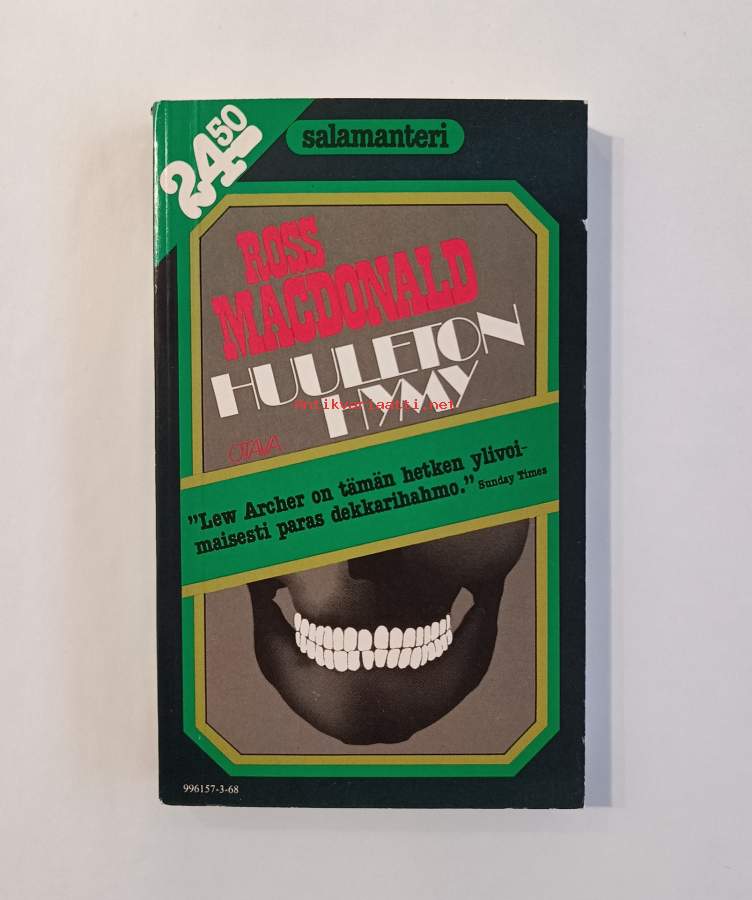 24.50
salamanteri
ROSS
MACDONALD
HUULETON
HYMY
antikvariaatti.net
OTAVA
"Lew Archer on tämän hetken ylivoi-
maisesti paras dekkarihahmo." Sunday Times
996157-3-68